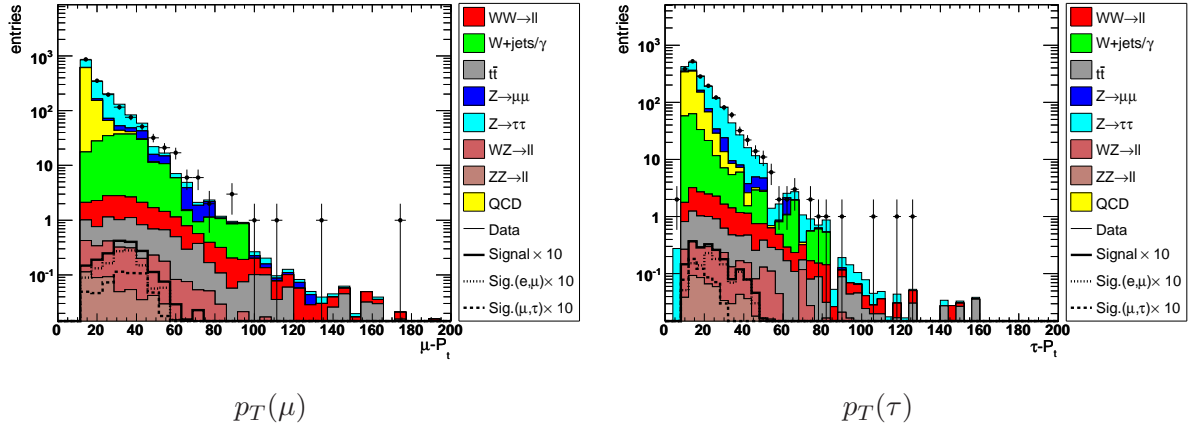 entries
10³
10²
10
1
10⁻¹
0 20 40 60 80 100 120 140 160 180 200
μ-Pₜ
WW→ll
W+jets/γ
tt̄
Z→μμ
Z→ττ
WZ→ll
ZZ→ll
QCD
Data
Signal × 10
Sig.(e,μ)× 10
Sig.(μ,τ)× 10
p_T(μ)
entries
10³
10²
10
1
10⁻¹
0 20 40 60 80 100 120 140 160 180 200
τ-Pₜ
WW→ll
W+jets/γ
tt̄
Z→μμ
Z→ττ
WZ→ll
ZZ→ll
QCD
Data
Signal × 10
Sig.(e,μ)× 10
Sig.(μ,τ)× 10
p_T(τ)